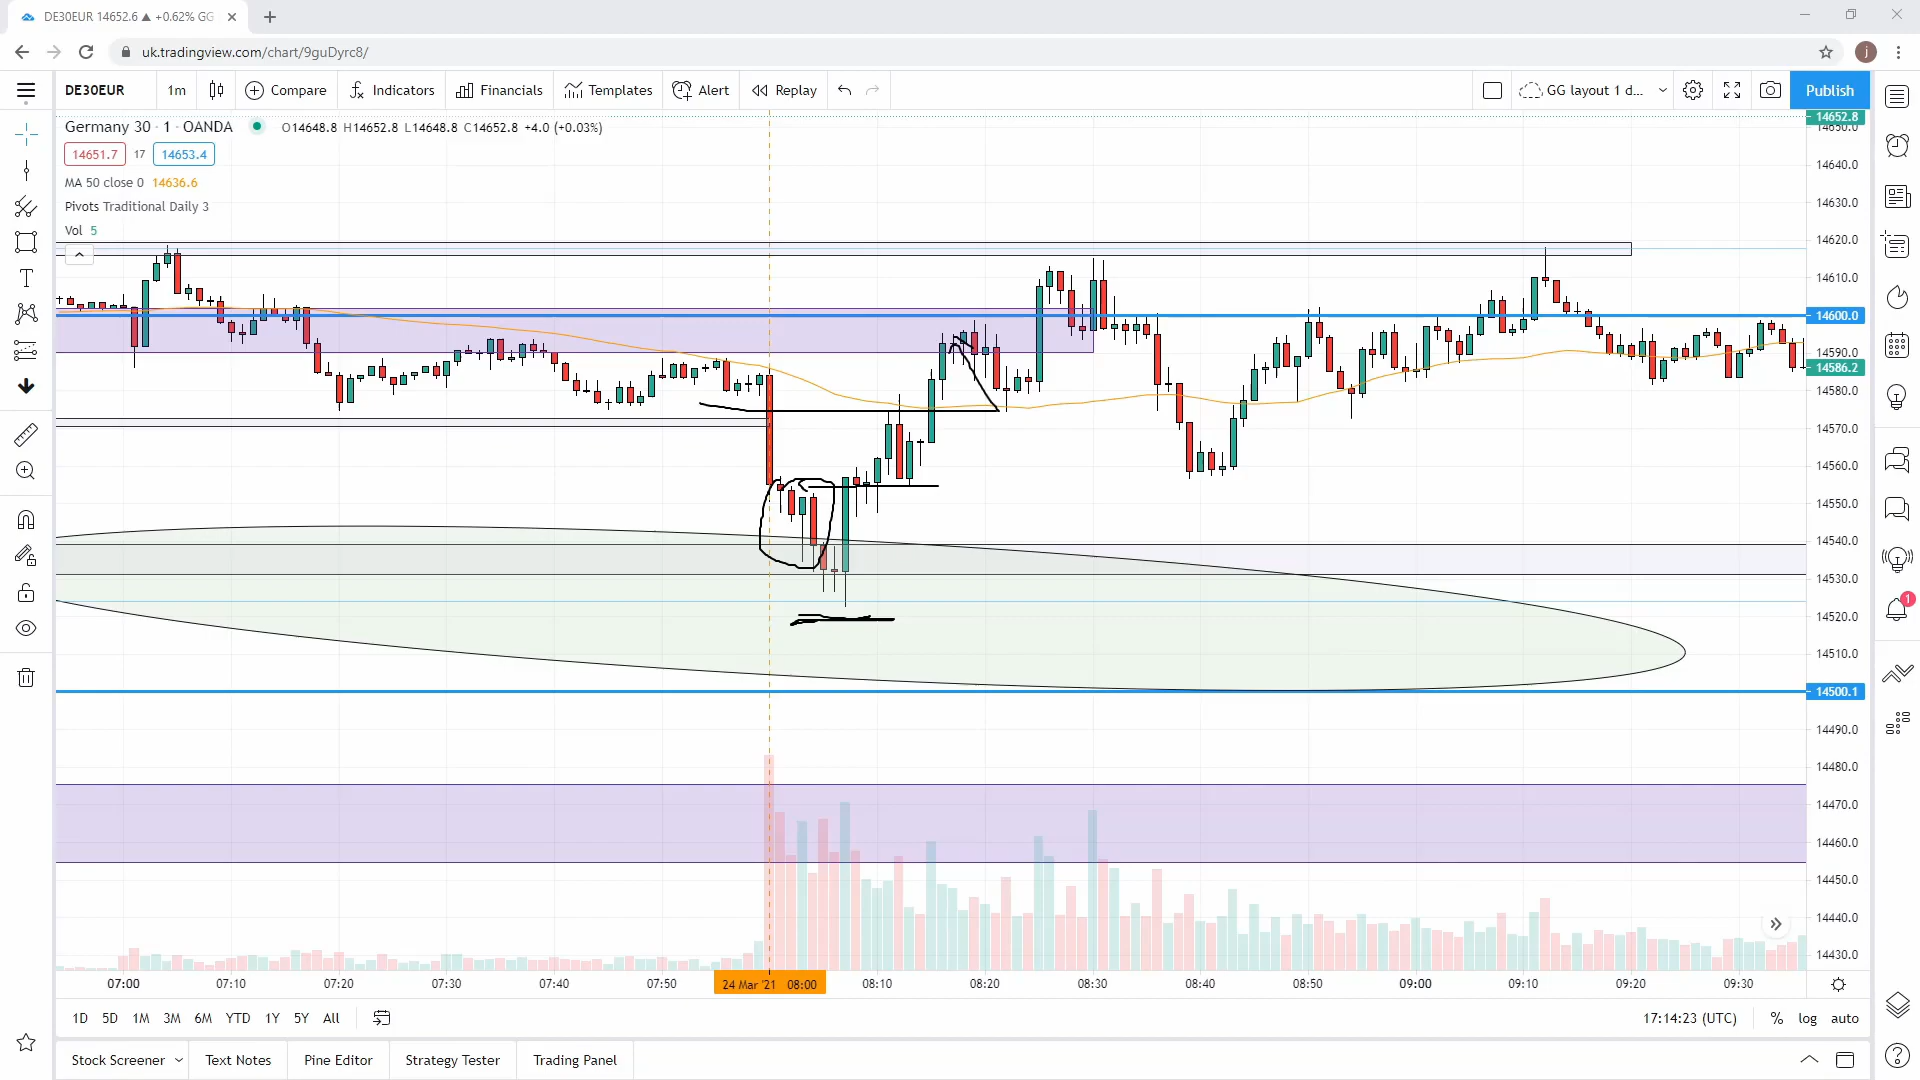 DE30EUR 14652.6 ▲ +0.62% GG
uk.tradingview.com/chart/9guDyrc8/
j
DE30EUR 1m Compare Indicators Financials Templates Alert Replay GG layout 1 d... Publish
Germany 30 · 1 · OANDA O14648.8 H14652.8 L14648.8 C14652.8 +4.0 (+0.03%)
14651.7 17 14653.4
MA 50 close 0 14636.6
Pivots Traditional Daily 3
Vol 5
14652.8
14650.0
14640.0
14630.0
14620.0
14610.0
14600.0
14590.0
14586.2
14580.0
14570.0
14560.0
14550.0
14540.0
14530.0
1
14520.0
14510.0
14500.1
14490.0
14480.0
14470.0
14460.0
14450.0
14440.0
14430.0
07:00 07:10 07:20 07:30 07:40 07:50 24 Mar '21 08:00 08:10 08:20 08:30 08:40 08:50 09:00 09:10 09:20 09:30
1D 5D 1M 3M 6M YTD 1Y 5Y All 17:14:23 (UTC) % log auto
Stock Screener Text Notes Pine Editor Strategy Tester Trading Panel